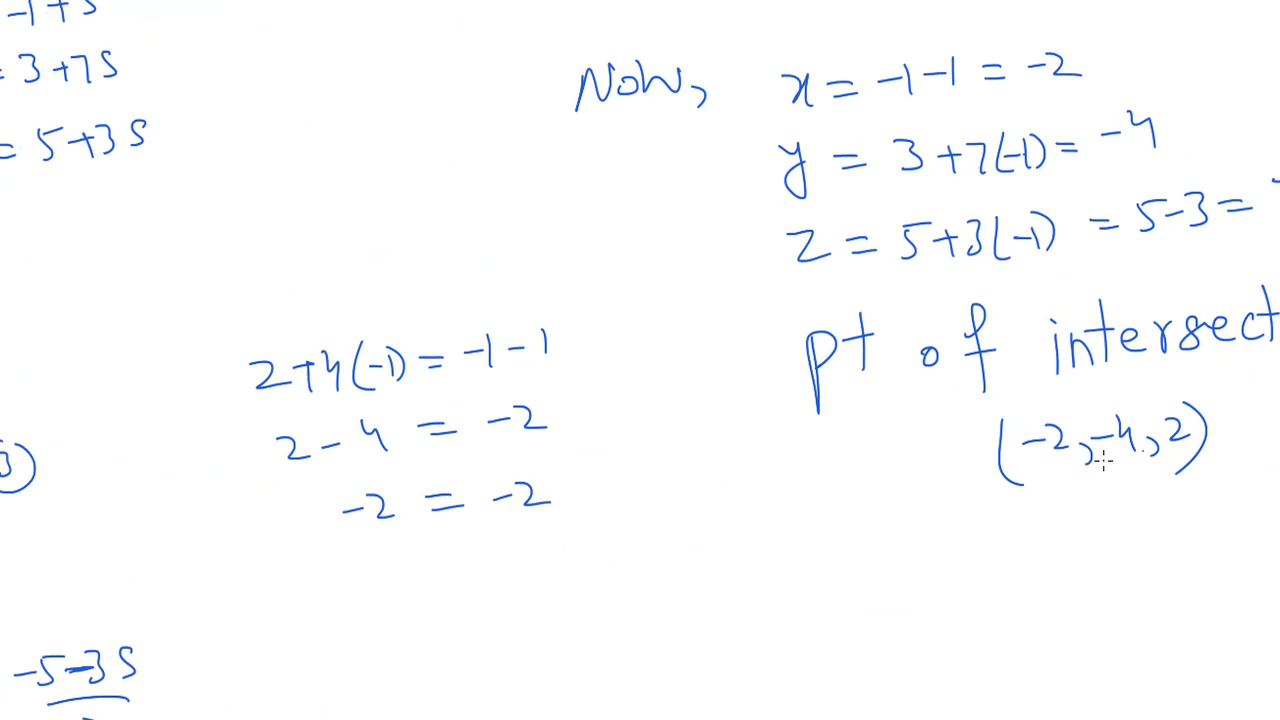 -1+s
= 3+7s
= 5+3s
Now, x = -1-1 = -2
y = 3+7(-1) = -4
z = 5+3(-1) = 5-3 =
pt of intersect
(-2,-4,2)
2+4(-1) = -1-1
2-4 = -2
-2 = -2
-5-3s